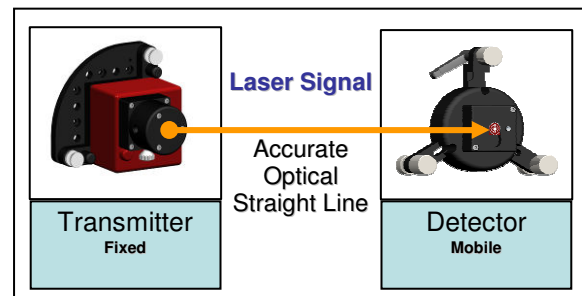 Laser Signal
Accurate
Optical
Straight Line
Transmitter
Fixed
Detector
Mobile